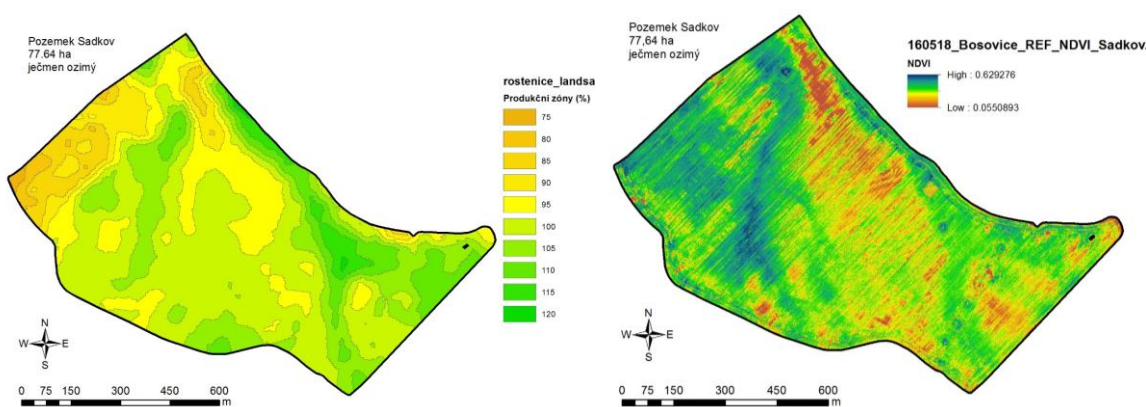 Pozemek Sadkov
77.64 ha
ječmen ozimý
rostenice_landsa
Produkční zóny (%)
75
80
85
90
95
100
105
110
115
120
N
W E
S
0 75 150 300 450 600
m
Pozemek Sadkov
77,64 ha
ječmen ozimý
160518_Bosovice_REF_NDVI_Sadkov.
NDVI
High : 0.629276
Low : 0.0550893
N
W E
S
0 75 150 300 450 600
m